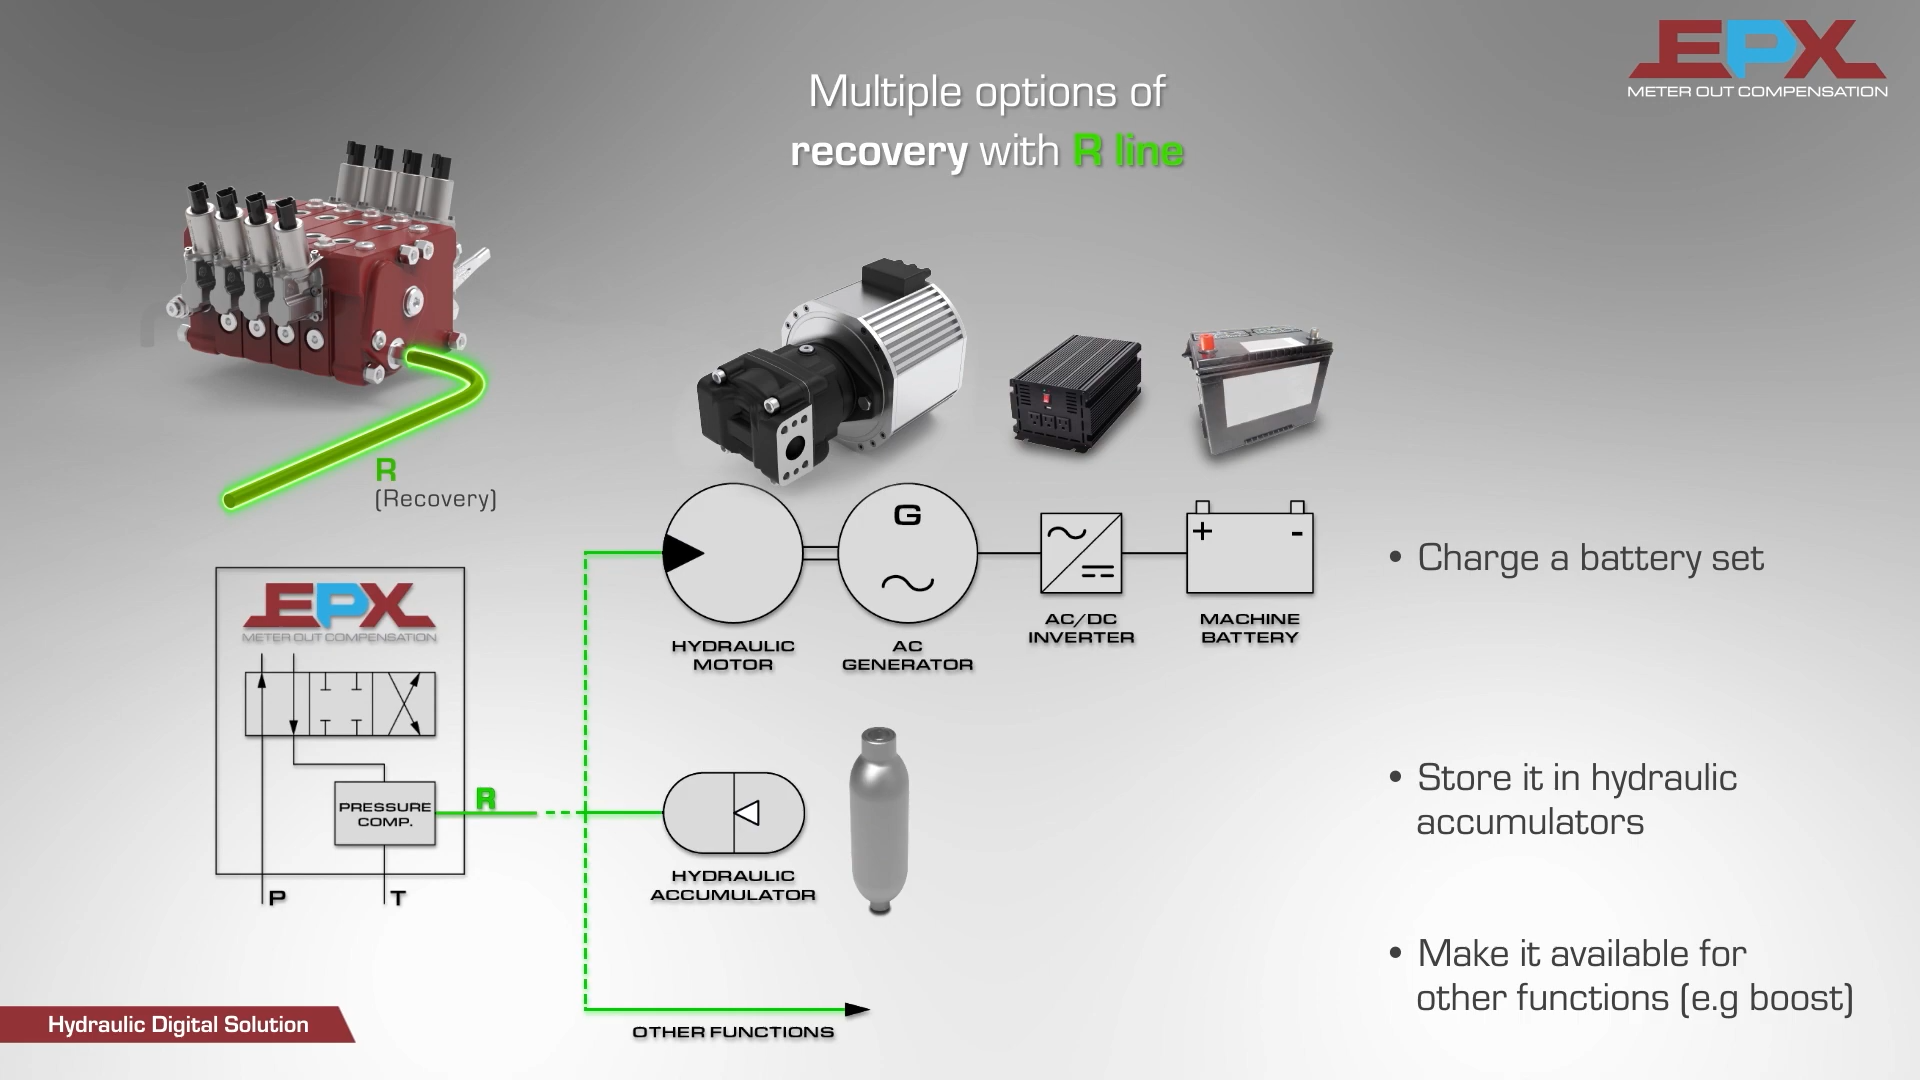 EPX
METER OUT COMPENSATION
Multiple options of
recovery with R line
R
(Recovery)
EPX
METER OUT COMPENSATION
PRESSURE
COMP.
R
P
T
G
+
-
HYDRAULIC
MOTOR
AC
GENERATOR
AC/DC
INVERTER
MACHINE
BATTERY
• Charge a battery set
HYDRAULIC
ACCUMULATOR
• Store it in hydraulic
accumulators
• Make it available for
other functions (e.g boost)
OTHER FUNCTIONS
Hydraulic Digital Solution